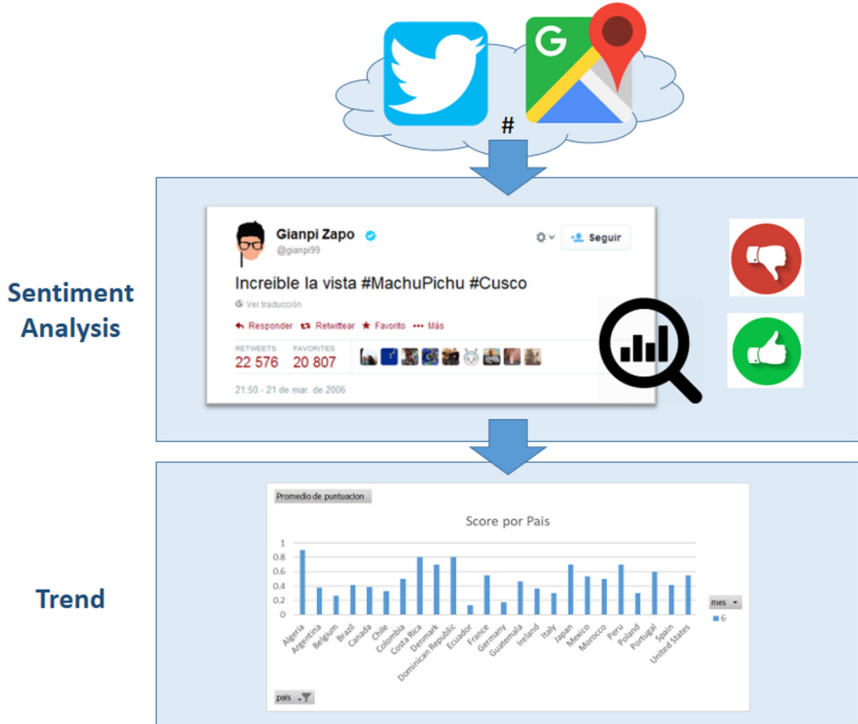 G
#
Sentiment
Analysis
Gianpi Zapo
@gianpi99
Seguir
Increible la vista #MachuPichu #Cusco
G Ver traducción
Responder Retwittear Favorito ••• Más
RETWEETS FAVORITES
22 576 20 807
21:50 - 21 de mar. de 2006
Trend
Promedio de puntuacion
Score por Pais
1
0.8
0.6
0.4
0.2
0
Algeria
Argentina
Belgium
Brazil
Canada
Chile
Colombia
Costa Rica
Denmark
Dominican Republic
Ecuador
France
Germany
Guatemala
Ireland
Italy
Japan
Mexico
Morocco
Peru
Poland
Portugal
Spain
United States
mes
6
pais